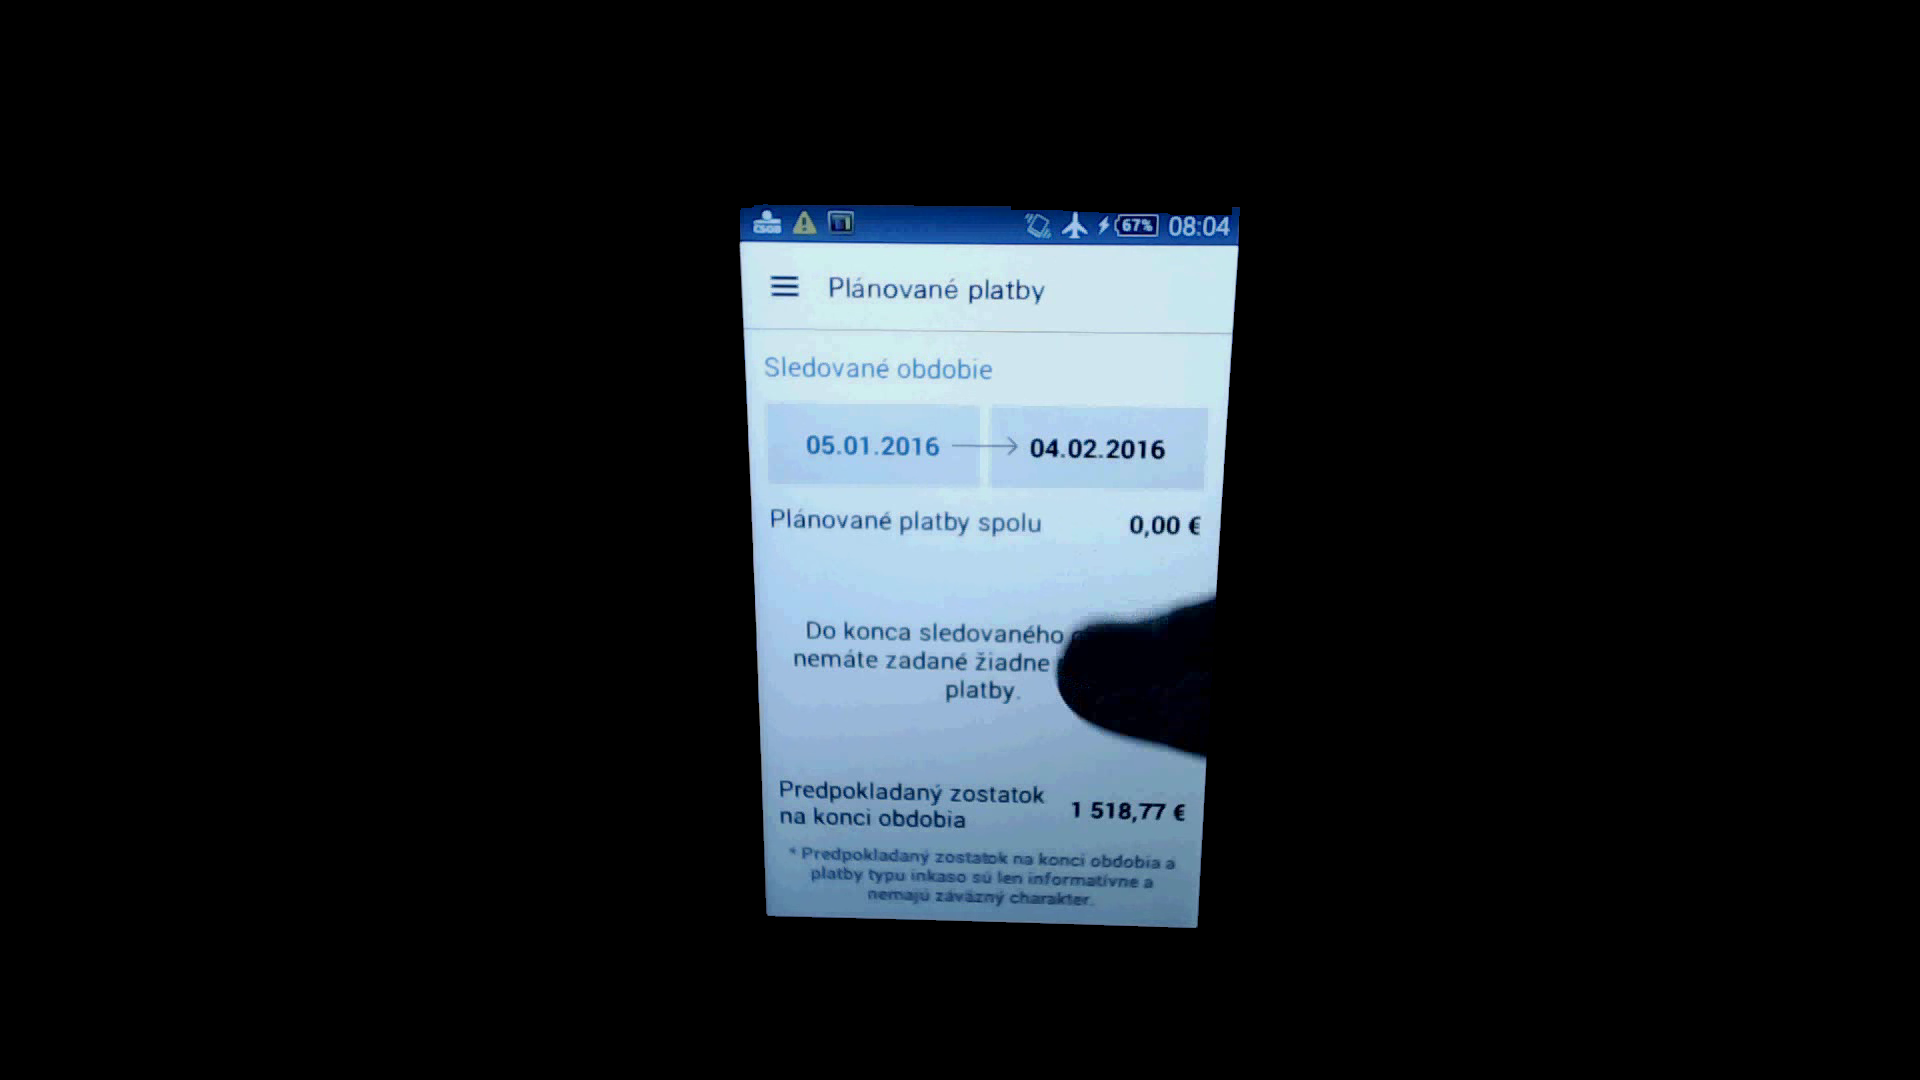 ČSOB
67% 08:04
Plánované platby
Sledované obdobie
05.01.2016 04.02.2016
Plánované platby spolu 0,00 €
Do konca sledovaného
nemáte zadané žiadne
platby.
Predpokladaný zostatok
na konci obdobia
1 518,77 €
* Predpokladaný zostatok na konci obdobia a
platby typu inkaso sú len informatívne a
nemajú záväzný charakter.